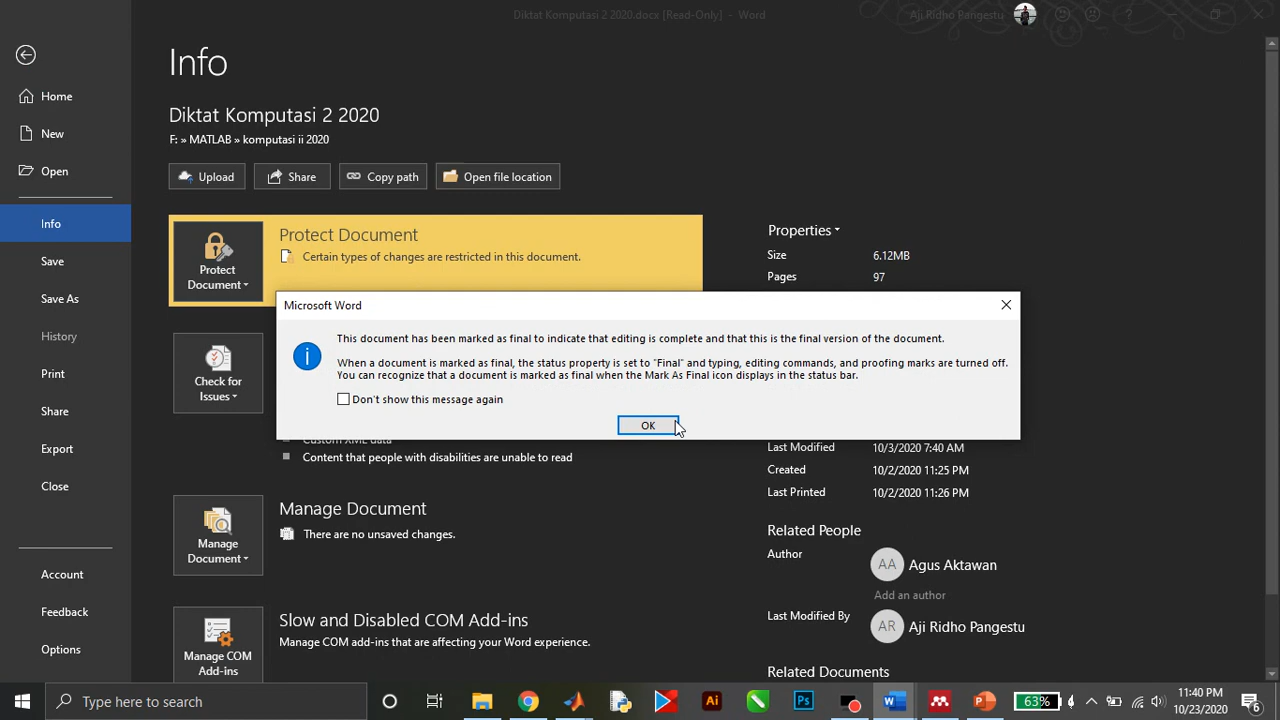 Diktat Komputasi 2 2020.docx [Read-Only] - Word
Aji Ridho Pangestu
?
Info
Home
New
Open
Info
Save
Save As
History
Print
Share
Export
Close
Account
Feedback
Options
Diktat Komputasi 2 2020
F: » MATLAB » komputasi ii 2020
Upload
Share
Copy path
Open file location
Protect Document
Protect Document
Certain types of changes are restricted in this document.
Properties
Size 6.12MB
Pages 97
Microsoft Word
This document has been marked as final to indicate that editing is complete and that this is the final version of the document.
When a document is marked as final, the status property is set to "Final" and typing, editing commands, and proofing marks are turned off.
You can recognize that a document is marked as final when the Mark As Final icon displays in the status bar.
Don't show this message again
OK
Check for Issues
Custom XML data
Content that people with disabilities are unable to read
Last Modified 10/3/2020 7:40 AM
Created 10/2/2020 11:25 PM
Last Printed 10/2/2020 11:26 PM
Manage Document
Manage Document
There are no unsaved changes.
Related People
Author
AA Agus Aktawan
Add an author
Last Modified By
AR Aji Ridho Pangestu
Manage COM Add-ins
Slow and Disabled COM Add-ins
Manage COM add-ins that are affecting your Word experience.
Related Documents
Type here to search
Ai
Ps
63%
11:40 PM
10/23/2020
6